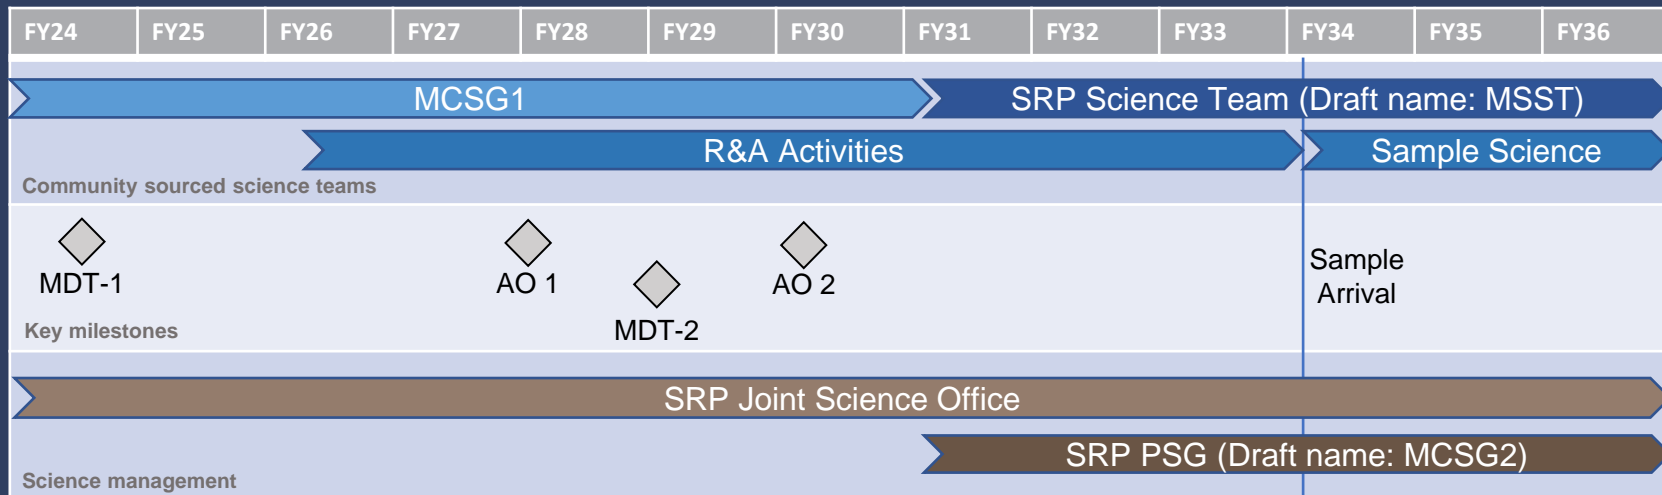 FY24 FY25 FY26 FY27 FY28 FY29 FY30 FY31 FY32 FY33 FY34 FY35 FY36
MCSG1
SRP Science Team (Draft name: MSST)
R&A Activities
Sample Science
Community sourced science teams
MDT-1
AO 1
MDT-2
AO 2
Sample
Arrival
Key milestones
SRP Joint Science Office
SRP PSG (Draft name: MCSG2)
Science management